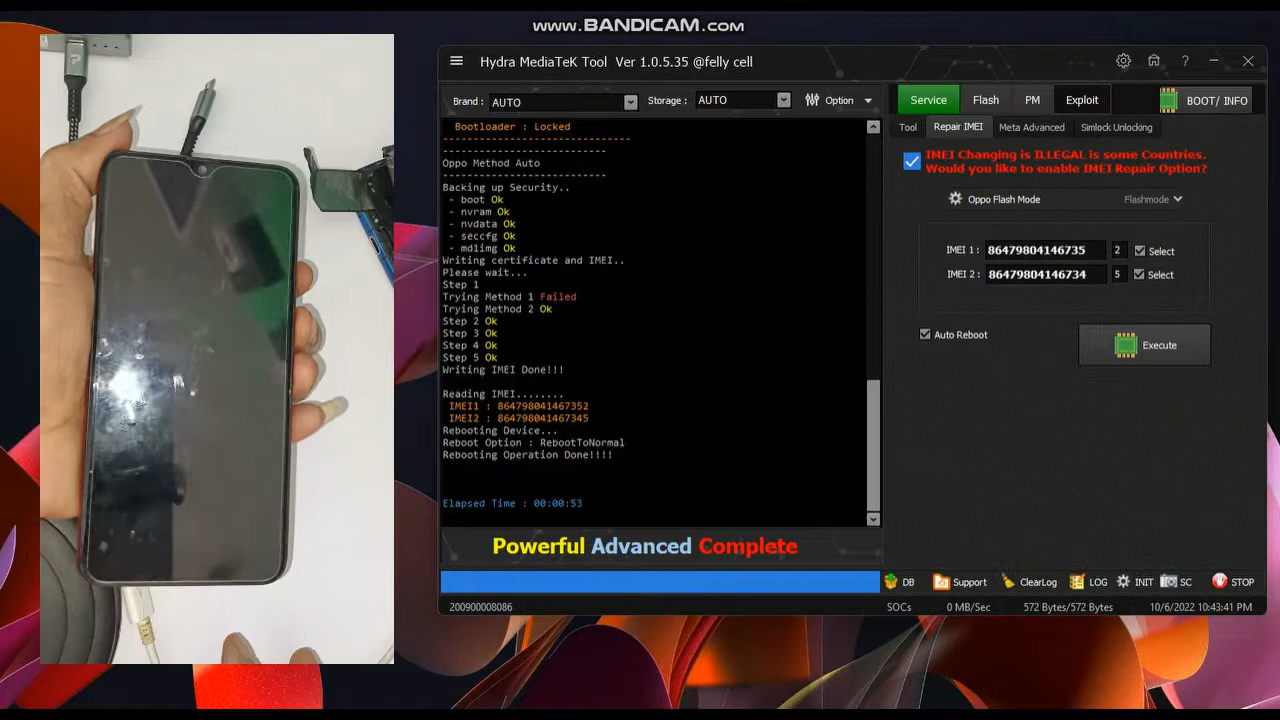 www.BANDICAM.com
Hydra MediaTeK Tool Ver 1.0.5.35 @felly cell
Brand : AUTO Storage : AUTO Option
Service Flash PM Exploit BOOT/ INFO
Tool Repair IMEI Meta Advanced Simlock Unlocking
IMEI Changing is ILLEGAL is some Countries.
Would you like to enable IMEI Repair Option?
Oppo Flash Mode Flashmode
IMEI 1 : 86479804146735 2 Select
IMEI 2 : 86479804146734 5 Select
Auto Reboot Execute
Bootloader : Locked
-----------------------------
-------------------------
Oppo Method Auto
-------------------------
Backing up Security..
- boot Ok
- nvram Ok
- nvdata Ok
- seccfg Ok
- md1img Ok
Writing certificate and IMEI..
Please wait...
Step 1
Trying Method 1 Failed
Trying Method 2 Ok
Step 2 Ok
Step 3 Ok
Step 4 Ok
Step 5 Ok
Writing IMEI Done!!!
Reading IMEI........
IMEI1 : 864798041467352
IMEI2 : 864798041467345
Rebooting Device...
Reboot Option : RebootToNormal
Rebooting Operation Done!!!!
Elapsed Time : 00:00:53
Powerful Advanced Complete
DB Support ClearLog LOG INIT SC STOP
200900008086 SOCs 0 MB/Sec 572 Bytes/572 Bytes 10/6/2022 10:43:41 PM